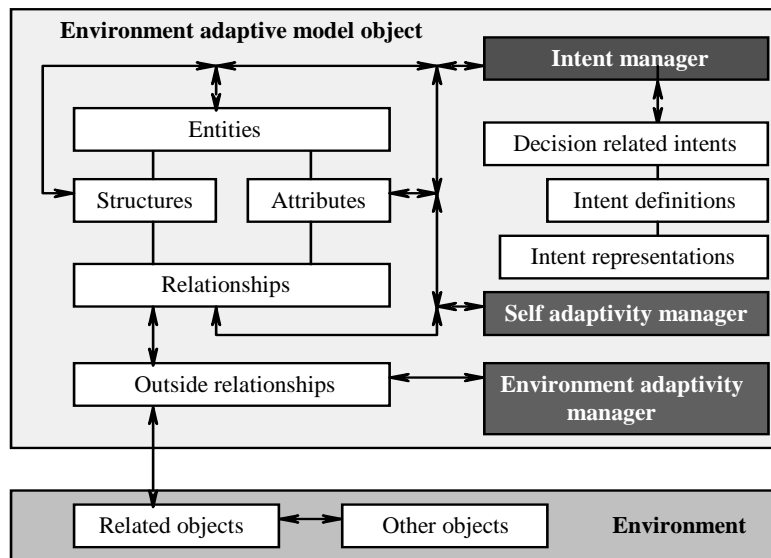 Environment adaptive model object
Intent manager
Entities
Decision related intents
Structures
Attributes
Intent definitions
Intent representations
Relationships
Self adaptivity manager
Outside relationships
Environment adaptivity
manager
Related objects
Other objects
Environment